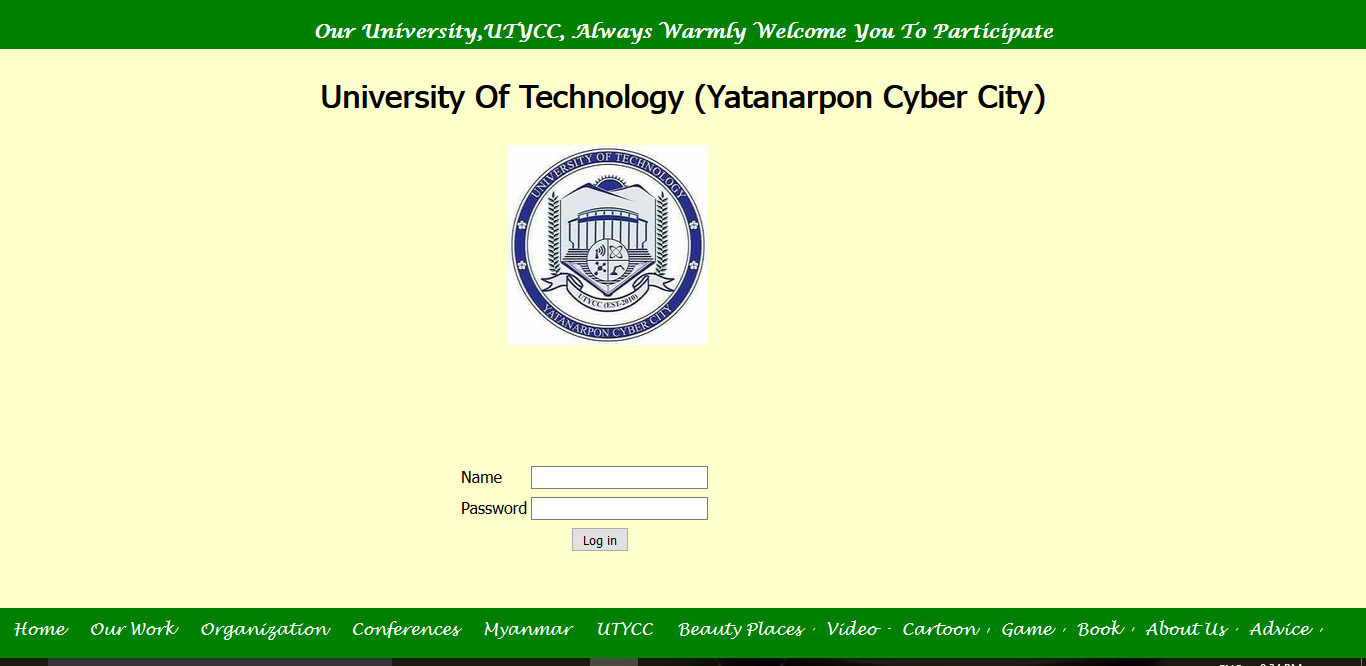 Our University,UTYCC, Always Warmly Welcome You To Participate
University Of Technology (Yatanarpon Cyber City)
UNIVERSITY OF TECHNOLOGY
UTYCC (EST-2010)
YATANARPON CYBER CITY
Name
Password
Log in
Home Our Work Organization Conferences Myanmar UTYCC Beauty Places Video Cartoon Game Book About Us Advice